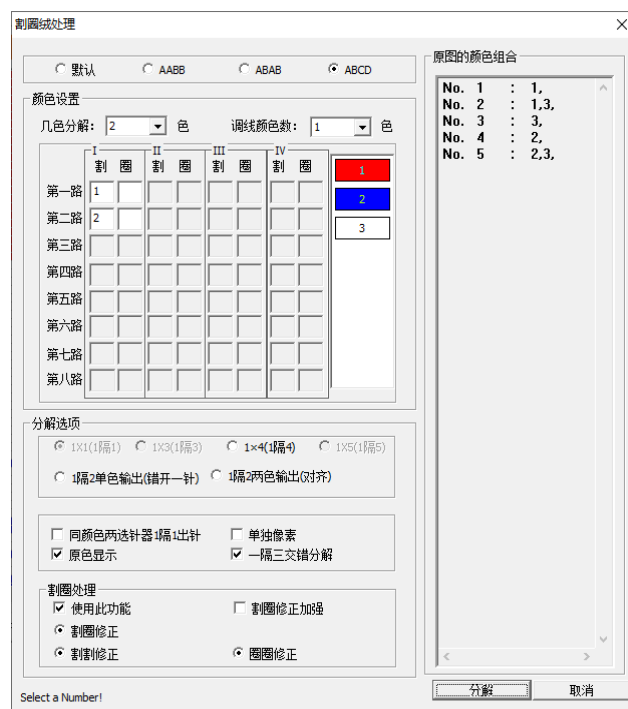 割圈绒处理
默认 AABB ABAB ABCD
颜色设置
几色分解: 2 色 调线颜色数: 1 色
I II III IV
割 圈 割 圈 割 圈 割 圈
第一路 1
第二路 2
第三路
第四路
第五路
第六路
第七路
第八路
1
2
3
分解选项
1X1(1隔1) 1X3(1隔3) 1×4(1隔4) 1X5(1隔5)
1隔2单色输出(错开一针) 1隔2两色输出(对齐)
同颜色两选针器1隔1出针 单独像素
原色显示 一隔三交错分解
割圈处理
使用此功能 割圈修正加强
割圈修正
割割修正 圈圈修正
Select a Number!
原图的颜色组合
No. 1 : 1,
No. 2 : 1,3,
No. 3 : 3,
No. 4 : 2,
No. 5 : 2,3,
分解 取消